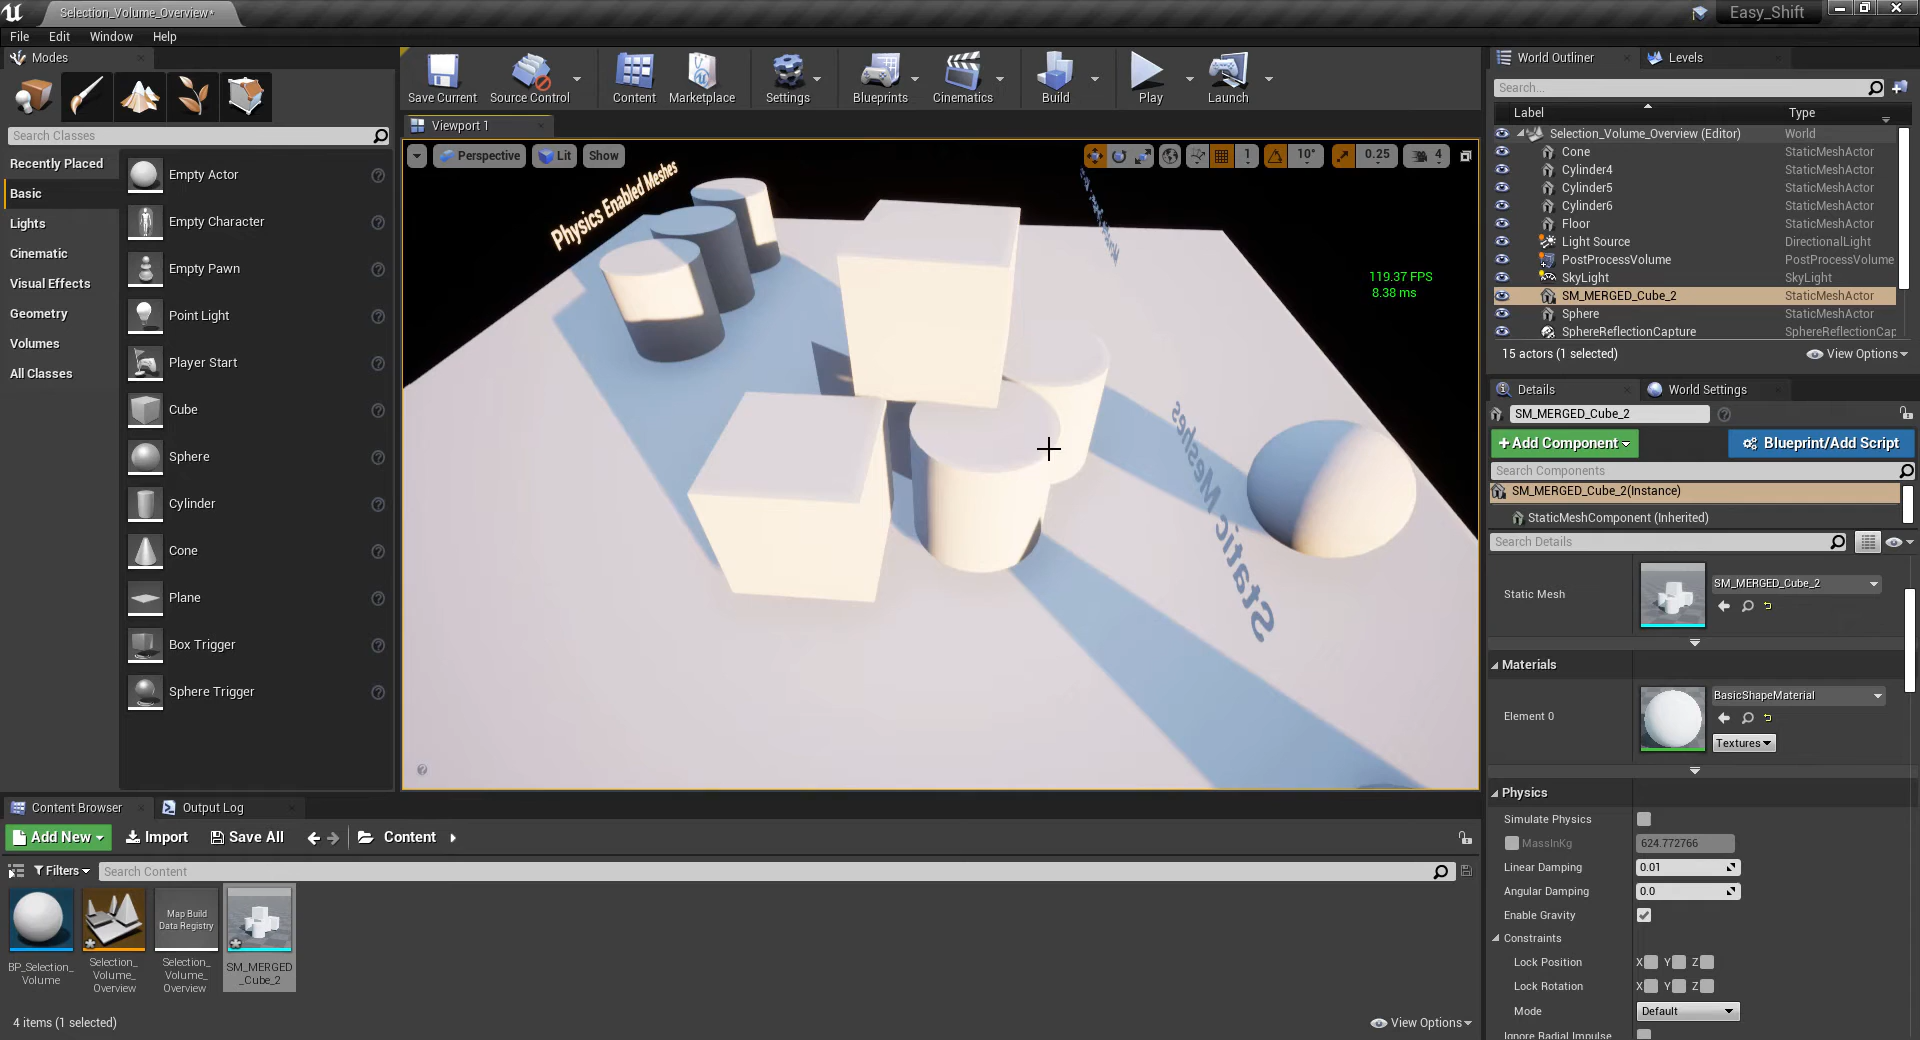 Selection_Volume_Overview*
Easy_Shift
File Edit Window Help
Modes
Search Classes
Recently Placed
Basic
Lights
Cinematic
Visual Effects
Geometry
Volumes
All Classes
Empty Actor
Empty Character
Empty Pawn
Point Light
Player Start
Cube
Sphere
Cylinder
Cone
Plane
Box Trigger
Sphere Trigger
Save Current
Source Control
Content
Marketplace
Settings
Blueprints
Cinematics
Build
Play
Launch
Viewport 1
Perspective Lit Show
1 10° 0.25 4
Physics Enabled Meshes
119.37 FPS
8.38 ms
Static Meshes
World Outliner
Levels
Search...
Label Type
Selection_Volume_Overview (Editor) World
Cone StaticMeshActor
Cylinder4 StaticMeshActor
Cylinder5 StaticMeshActor
Cylinder6 StaticMeshActor
Floor StaticMeshActor
Light Source DirectionalLight
PostProcessVolume PostProcessVolume
SkyLight SkyLight
SM_MERGED_Cube_2 StaticMeshActor
Sphere StaticMeshActor
SphereReflectionCapture SphereReflectionCap
15 actors (1 selected)
View Options
Details
World Settings
SM_MERGED_Cube_2
+Add Component
Blueprint/Add Script
Search Components
SM_MERGED_Cube_2(Instance)
StaticMeshComponent (Inherited)
Search Details
Static Mesh
SM_MERGED_Cube_2
Materials
Element 0
BasicShapeMaterial
Textures
Physics
Simulate Physics
MassInKg 624.772766
Linear Damping 0.01
Angular Damping 0.0
Enable Gravity
Constraints
Lock Position X Y Z
Lock Rotation X Y Z
Mode Default
Ignore Radial Impulse
Content Browser
Output Log
Add New Import Save All Content
Filters
Search Content
Map Build
Data Registry
BP_Selection_
Volume
Selection_
Volume_
Overview
Selection_
Volume_
Overview
SM_MERGED
_Cube_2
4 items (1 selected)
View Options